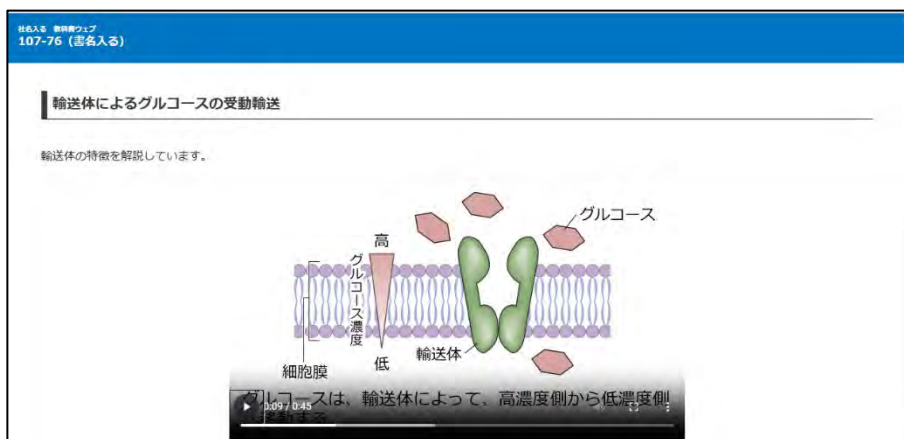 社名入る 教科書ウェブ
107-76 (書名入る)
輸送体によるグルコースの受動輸送
輸送体の特徴を解説しています。
グルコース
高
グルコース濃度
低
輸送体
細胞膜
グルコースは、輸送体によって、高濃度側から低濃度側
0:09 / 0:45